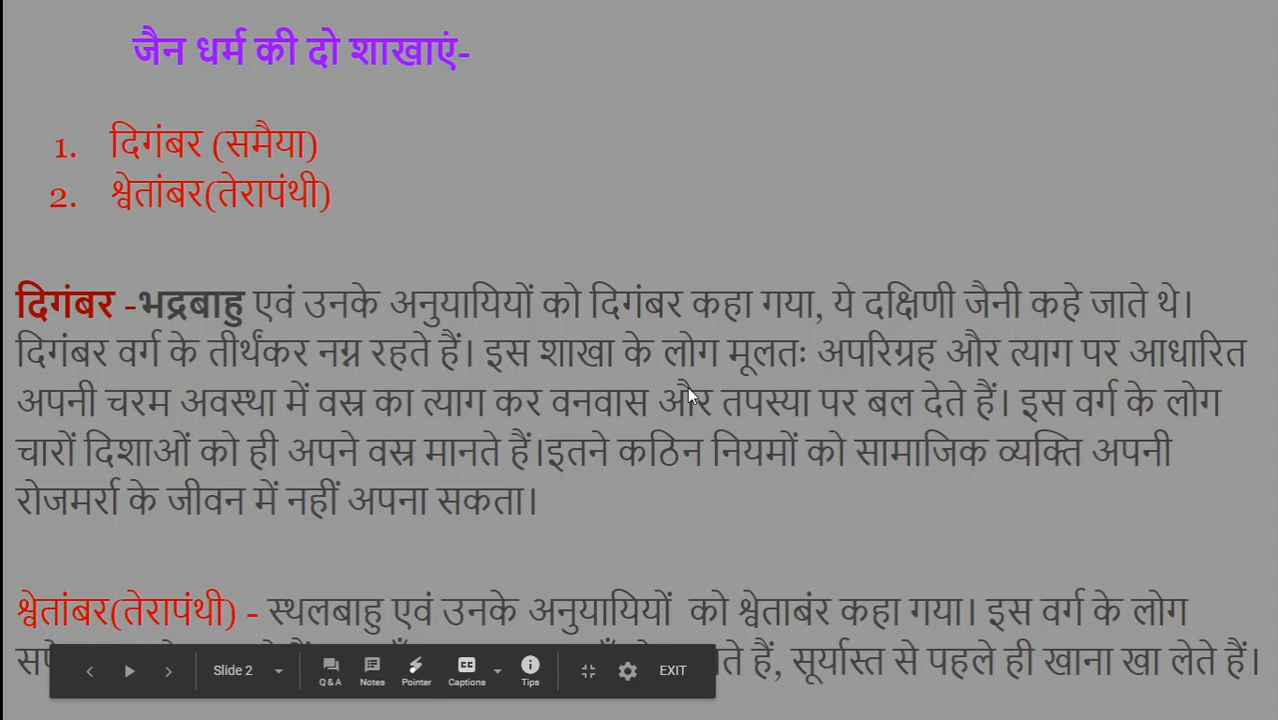 जैन धर्म की दो शाखाएं-
1. दिगंबर (समैया)
2. श्वेतांबर(तेरापंथी)
दिगंबर -भद्रबाहु एवं उनके अनुयायियों को दिगंबर कहा गया, ये दक्षिणी जैनी कहे जाते थे।
दिगंबर वर्ग के तीर्थंकर नग्न रहते हैं। इस शाखा के लोग मूलतः अपरिग्रह और त्याग पर आधारित
अपनी चरम अवस्था में वस्र का त्याग कर वनवास और तपस्या पर बल देते हैं। इस वर्ग के लोग
चारों दिशाओं को ही अपने वस्र मानते हैं।इतने कठिन नियमों को सामाजिक व्यक्ति अपनी
रोजमर्रा के जीवन में नहीं अपना सकता।
श्वेतांबर(तेरापंथी) - स्थलबाहु एवं उनके अनुयायियों को श्वेताबंर कहा गया। इस वर्ग के लोग
हैं, सूर्यास्त से पहले ही खाना खा लेते हैं।
Slide 2 Q & A Notes Pointer Captions Tips EXIT